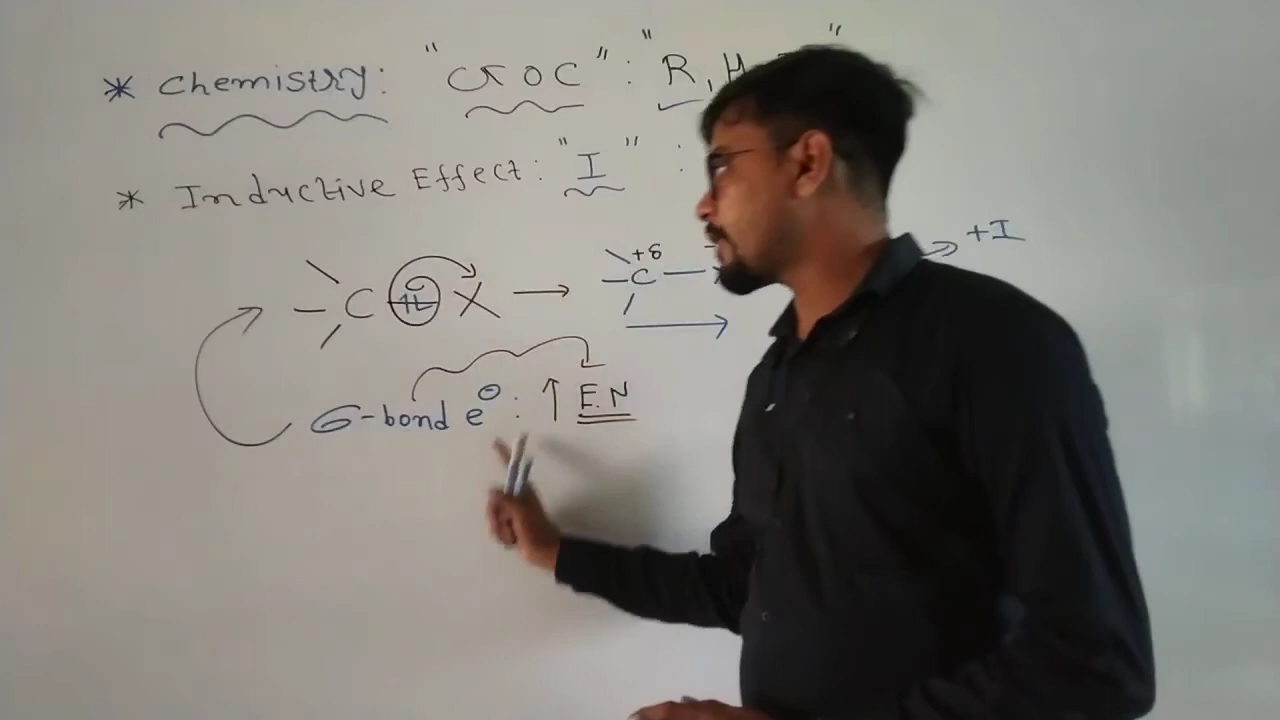 * Chemistry: "GOC": "R, H
* Inductive Effect: "I" :
C X → +δ C — +I
σ-bond e⊖ : ↑ E.N